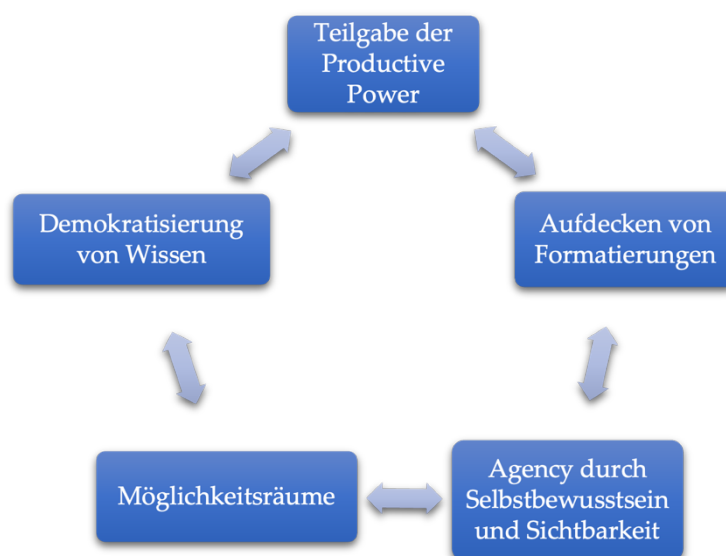 Teilgabe der
Productive
Power
Demokratisierung
von Wissen
Aufdecken von
Formatierungen
Möglichkeitsräume
Agency durch
Selbstbewusstsein
und Sichtbarkeit